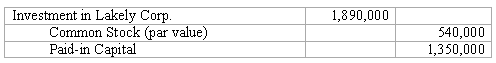 Investment in Lakely Corp. 1,890,000
Common Stock (par value) 540,000
Paid-in Capital 1,350,000